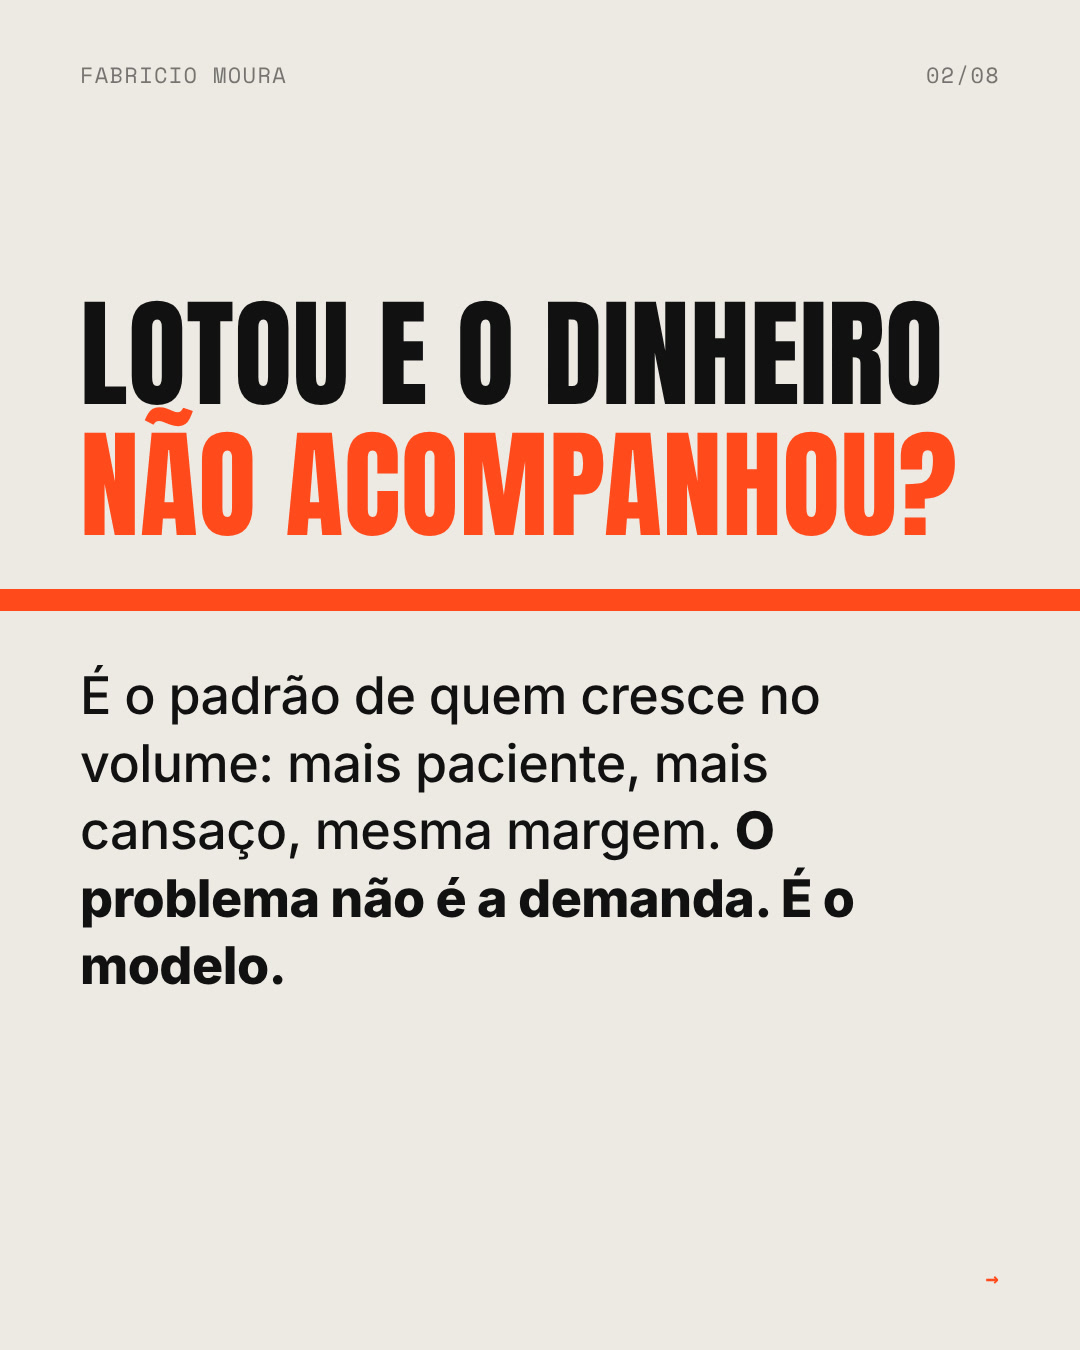 FABRICIO MOURA
02/08
LOTOU E O DINHEIRO
NÃO ACOMPANHOU?
É o padrão de quem cresce no
volume: mais paciente, mais
cansaço, mesma margem. O
problema não é a demanda. É o
modelo.
→